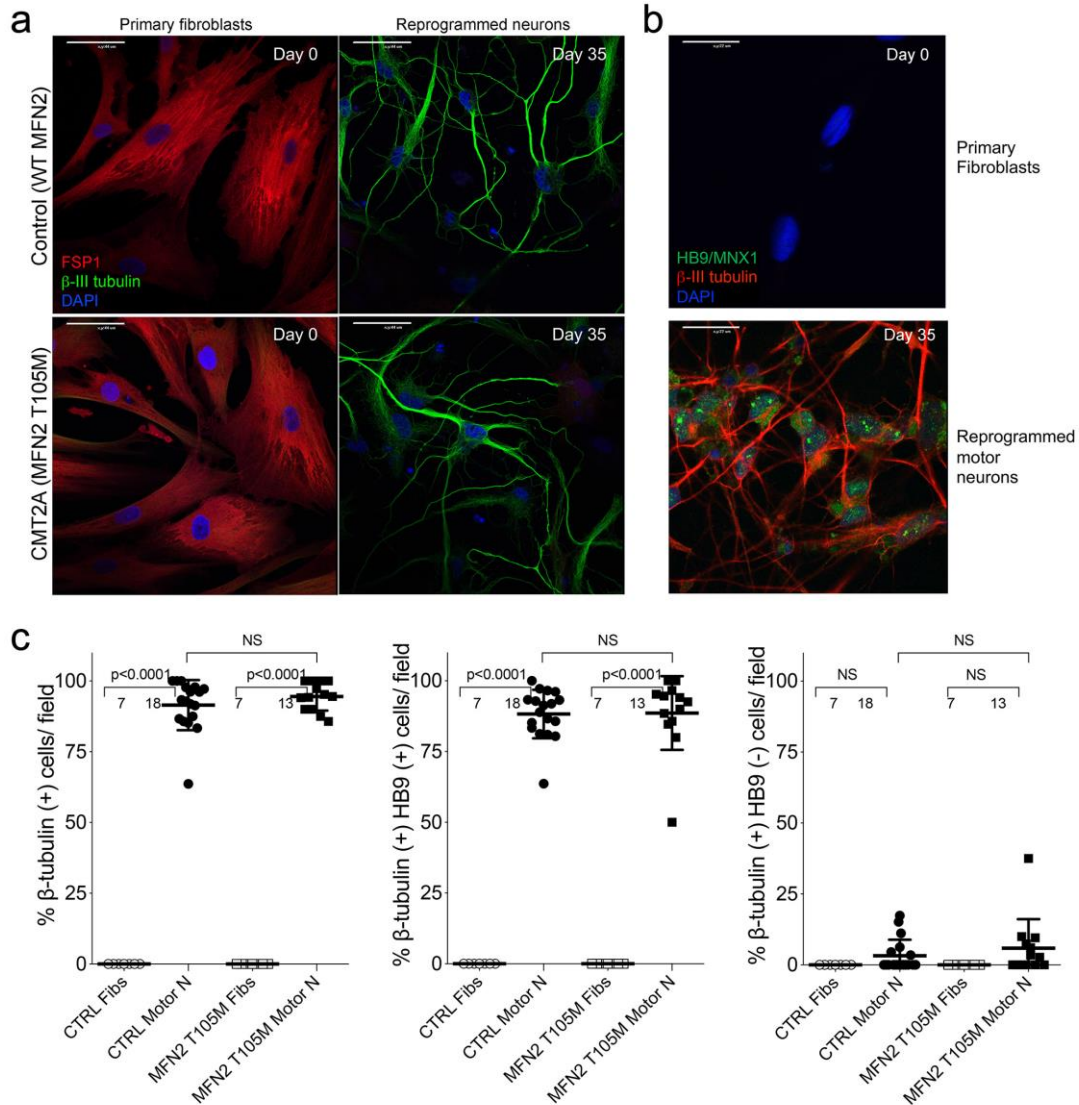 a
Primary fibroblasts
Reprogrammed neurons
Control (WT MFN2)
Day 0
Day 35
FSP1
β-III tubulin
DAPI
CMT2A (MFN2 T105M)
Day 0
Day 35
b
Day 0
HB9/MNX1
β-III tubulin
DAPI
Primary
Fibroblasts
Day 35
Reprogrammed
motor
neurons
c
% β-tubulin (+) cells/ field
NS
p<0.0001
p<0.0001
7 18 7 13
100
75
50
25
0
CTRL Fibs
CTRL Motor N
MFN2 T105M Fibs
MFN2 T105M Motor N
% β-tubulin (+) HB9 (+) cells/ field
NS
p<0.0001
p<0.0001
7 18 7 13
100
75
50
25
0
CTRL Fibs
CTRL Motor N
MFN2 T105M Fibs
MFN2 T105M Motor N
% β-tubulin (+) HB9 (-) cells/ field
NS
NS
NS
7 18 7 13
100
75
50
25
0
CTRL Fibs
CTRL Motor N
MFN2 T105M Fibs
MFN2 T105M Motor N